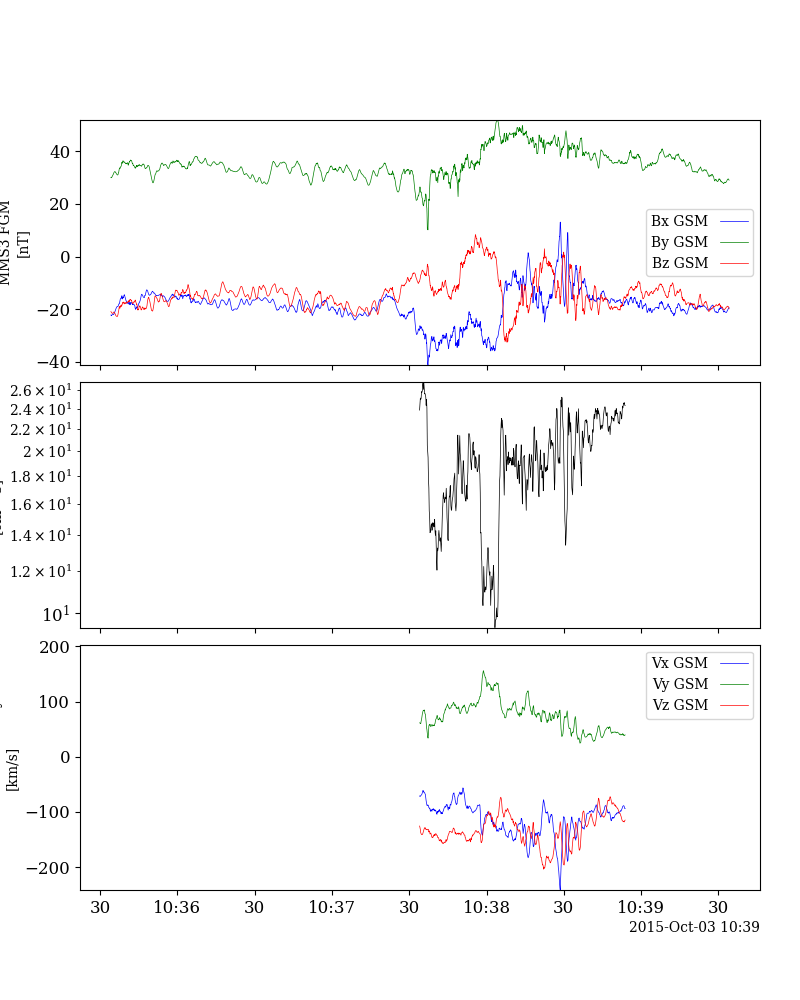 40
20
0
−20
−40
MMS3 FGM
[nT]
Bx GSM
By GSM
Bz GSM
2.6 × 10¹
2.4 × 10¹
2.2 × 10¹
2 × 10¹
1.8 × 10¹
1.6 × 10¹
1.4 × 10¹
1.2 × 10¹
10¹
200
100
0
−100
−200
[km/s]
Vx GSM
Vy GSM
Vz GSM
30 10:36 30 10:37 30 10:38 30 10:39 30
2015-Oct-03 10:39